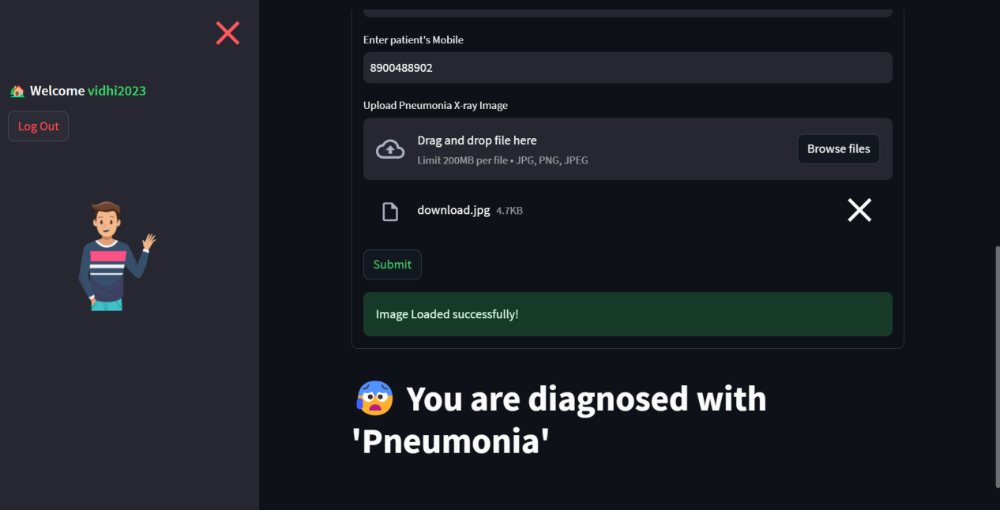 Welcome vidhi2023
Log Out
Enter patient's Mobile
8900488902
Upload Pneumonia X-ray Image
Drag and drop file here
Limit 200MB per file • JPG, PNG, JPEG
Browse files
download.jpg 4.7KB
Submit
Image Loaded successfully!
You are diagnosed with
'Pneumonia'